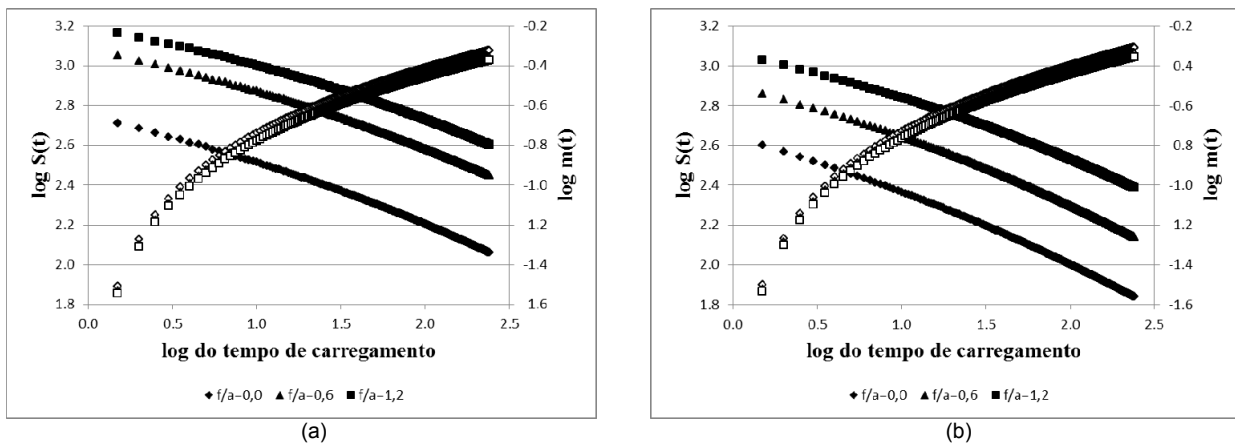 3.2 3.0 2.8 2.6 2.4 2.2 2.0 1.8
log S(t)
-0.2 -0.4 -0.6 -0.8 -1.0 1.2 -1.4 1.6
log m(t)
0.0 0.5 1.0 1.5 2.0 2.5
log do tempo de carregamento
f/a-0,0 f/a-0,6 f/a-1,2
(a)
3.2 3.0 2.8 2.6 2.4 2.2 2.0 1.8
log S(t)
-0.2 -0.4 -0.6 -0.8 -1.0 1.2 -1.4 1.6
log m(t)
0.0 0.5 1.0 1.5 2.0 2.5
log do tempo de carregamento
f/a-0,0 f/a-0,6 f/a-1,2
(b)